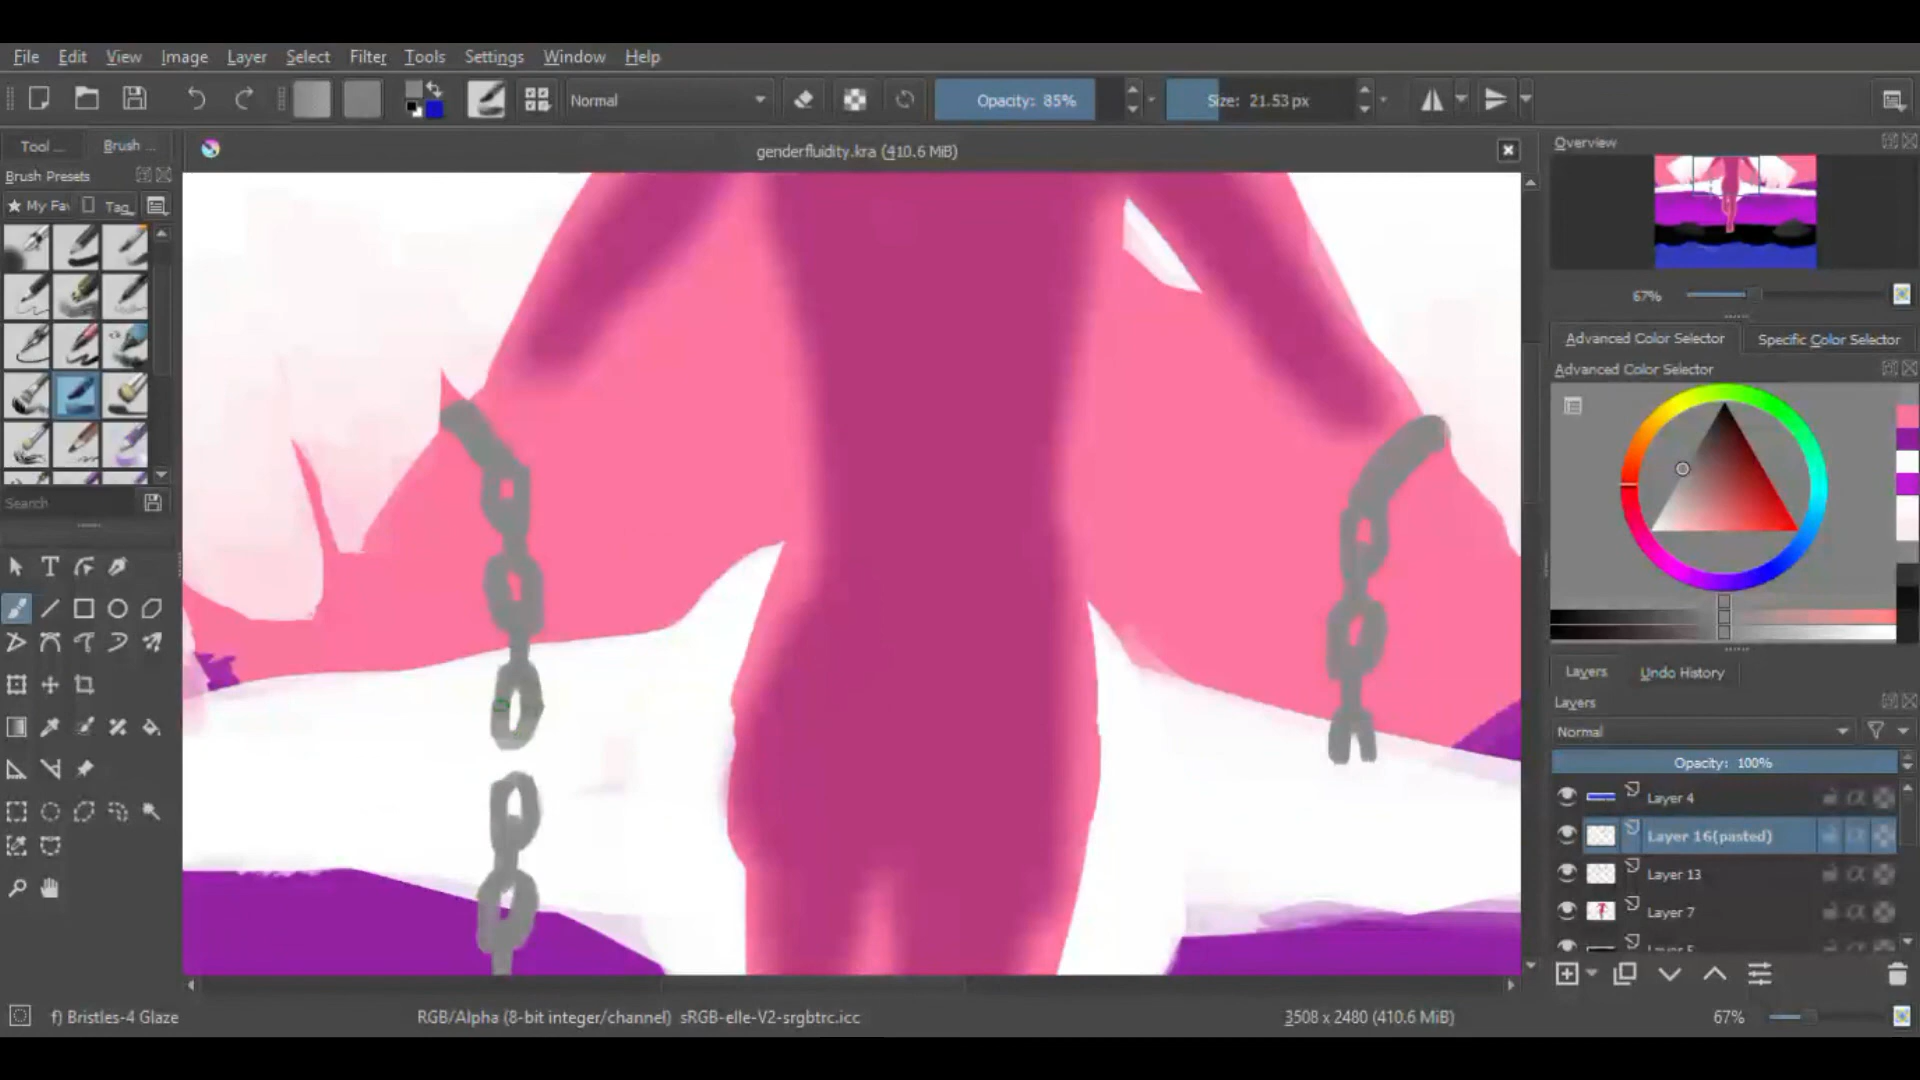 File Edit View Image Layer Select Filter Tools Settings Window Help
Normal Opacity: 85% Size: 21.53 px
Tool ... Brush ...
genderfluidity.kra (410.6 MiB)
Overview
Brush Presets
My Fav Tag
67%
Advanced Color Selector Specific Color Selector
Advanced Color Selector
Search
Layers Undo History
Layers
Normal
Opacity: 100%
Layer 4
Layer 16(pasted)
Layer 13
Layer 7
f) Bristles-4 Glaze
RGB/Alpha (8-bit integer/channel) sRGB-elle-V2-srgbtrc.icc
3508 x 2480 (410.6 MiB)
67%